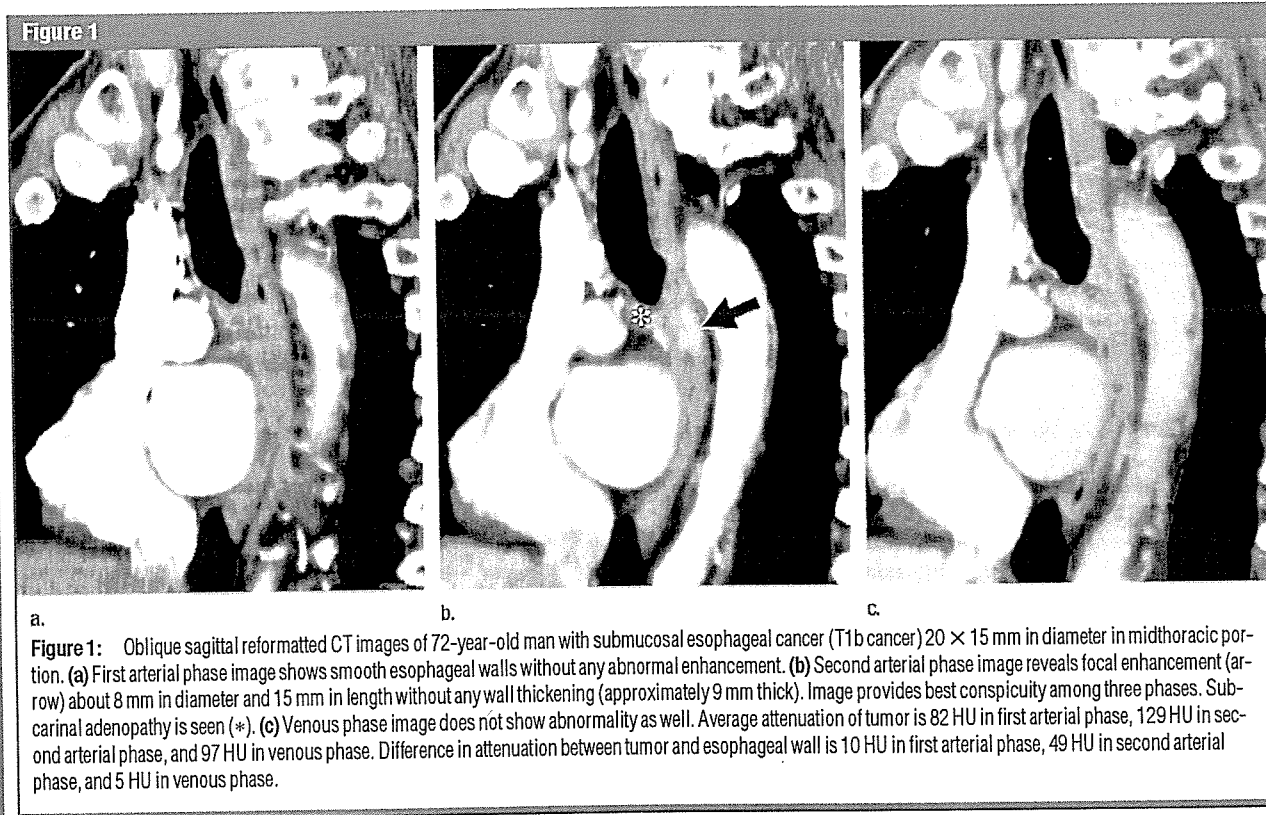 Figure 1
*
a.
b.
c.
Figure 1: Oblique sagittal reformatted CT images of 72-year-old man with submucosal esophageal cancer (T1b cancer) 20 × 15 mm in diameter in midthoracic por-
tion. (a) First arterial phase image shows smooth esophageal walls without any abnormal enhancement. (b) Second arterial phase image reveals focal enhancement (ar-
row) about 8 mm in diameter and 15 mm in length without any wall thickening (approximately 9 mm thick). Image provides best conspicuity among three phases. Sub-
carinal adenopathy is seen (*). (c) Venous phase image does not show abnormality as well. Average attenuation of tumor is 82 HU in first arterial phase, 129 HU in sec-
ond arterial phase, and 97 HU in venous phase. Difference in attenuation between tumor and esophageal wall is 10 HU in first arterial phase, 49 HU in second arterial
phase, and 5 HU in venous phase.